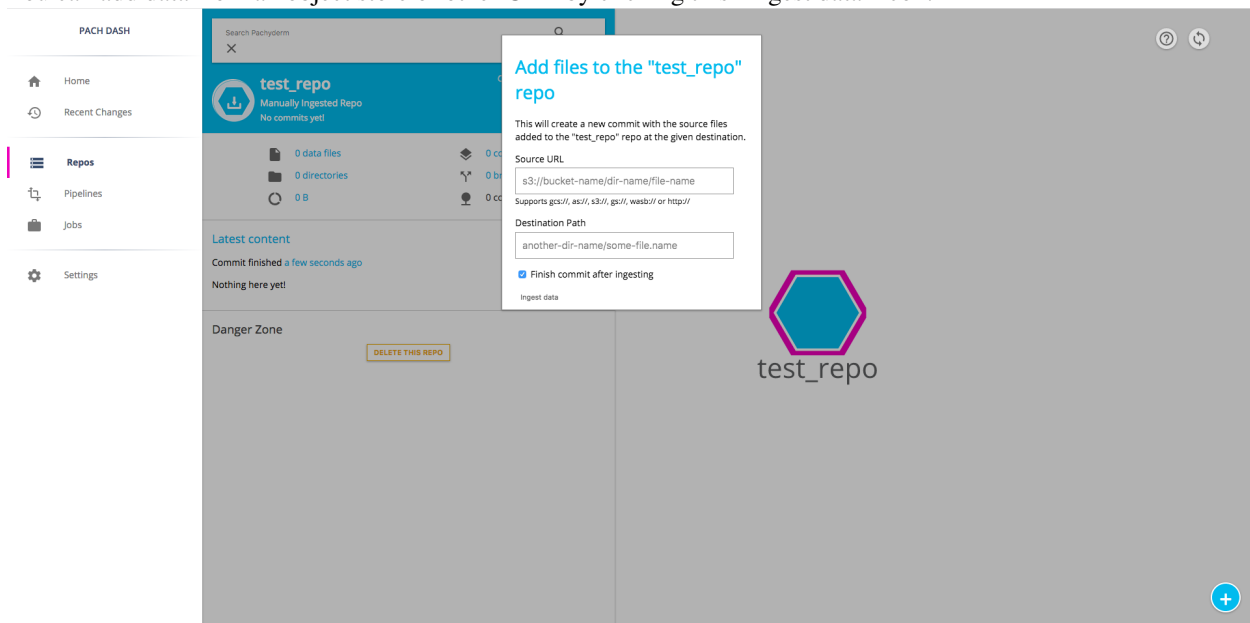 PACH DASH
Home
Recent Changes
Repos
Pipelines
Jobs
Settings
Search Pachyderm
test_repo
Manually Ingested Repo
No commits yet!
0 data files
0 directories
0 B
Latest content
Commit finished a few seconds ago
Nothing here yet!
Danger Zone
DELETE THIS REPO
Add files to the "test_repo"
repo
This will create a new commit with the source files
added to the "test_repo" repo at the given destination.
Source URL
s3://bucket-name/dir-name/file-name
Supports gcs://, as://, s3://, gs://, wasb:// or http://
Destination Path
another-dir-name/some-file.name
Finish commit after ingesting
Ingest data
test_repo